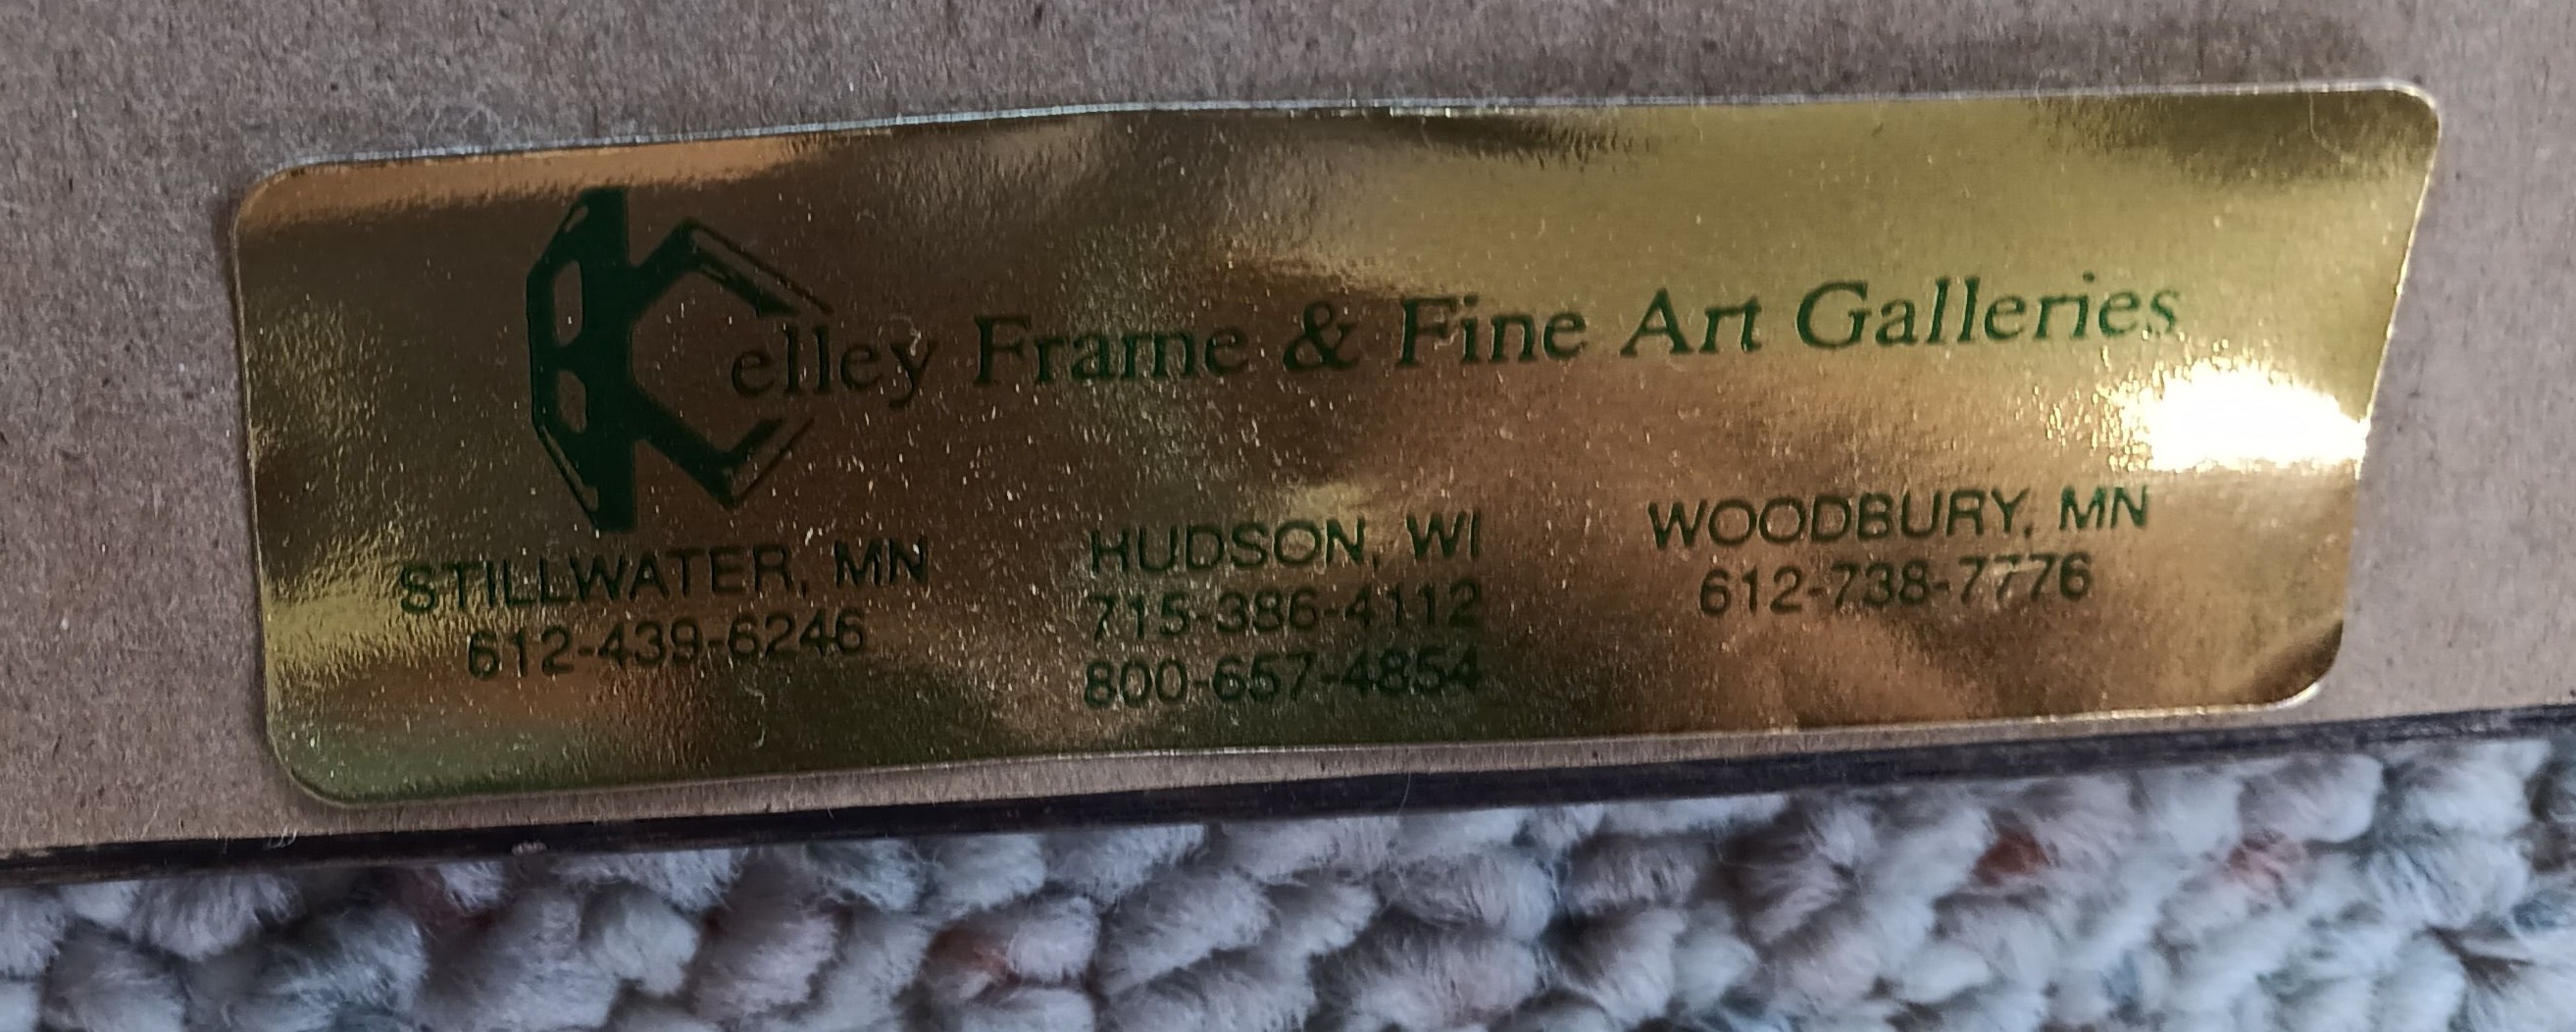 Kelley Frame & Fine Art Galleries
STILLWATER, MN
612-439-6246
HUDSON, WI
715-386-4112
800-657-4854
WOODBURY, MN
612-738-7776